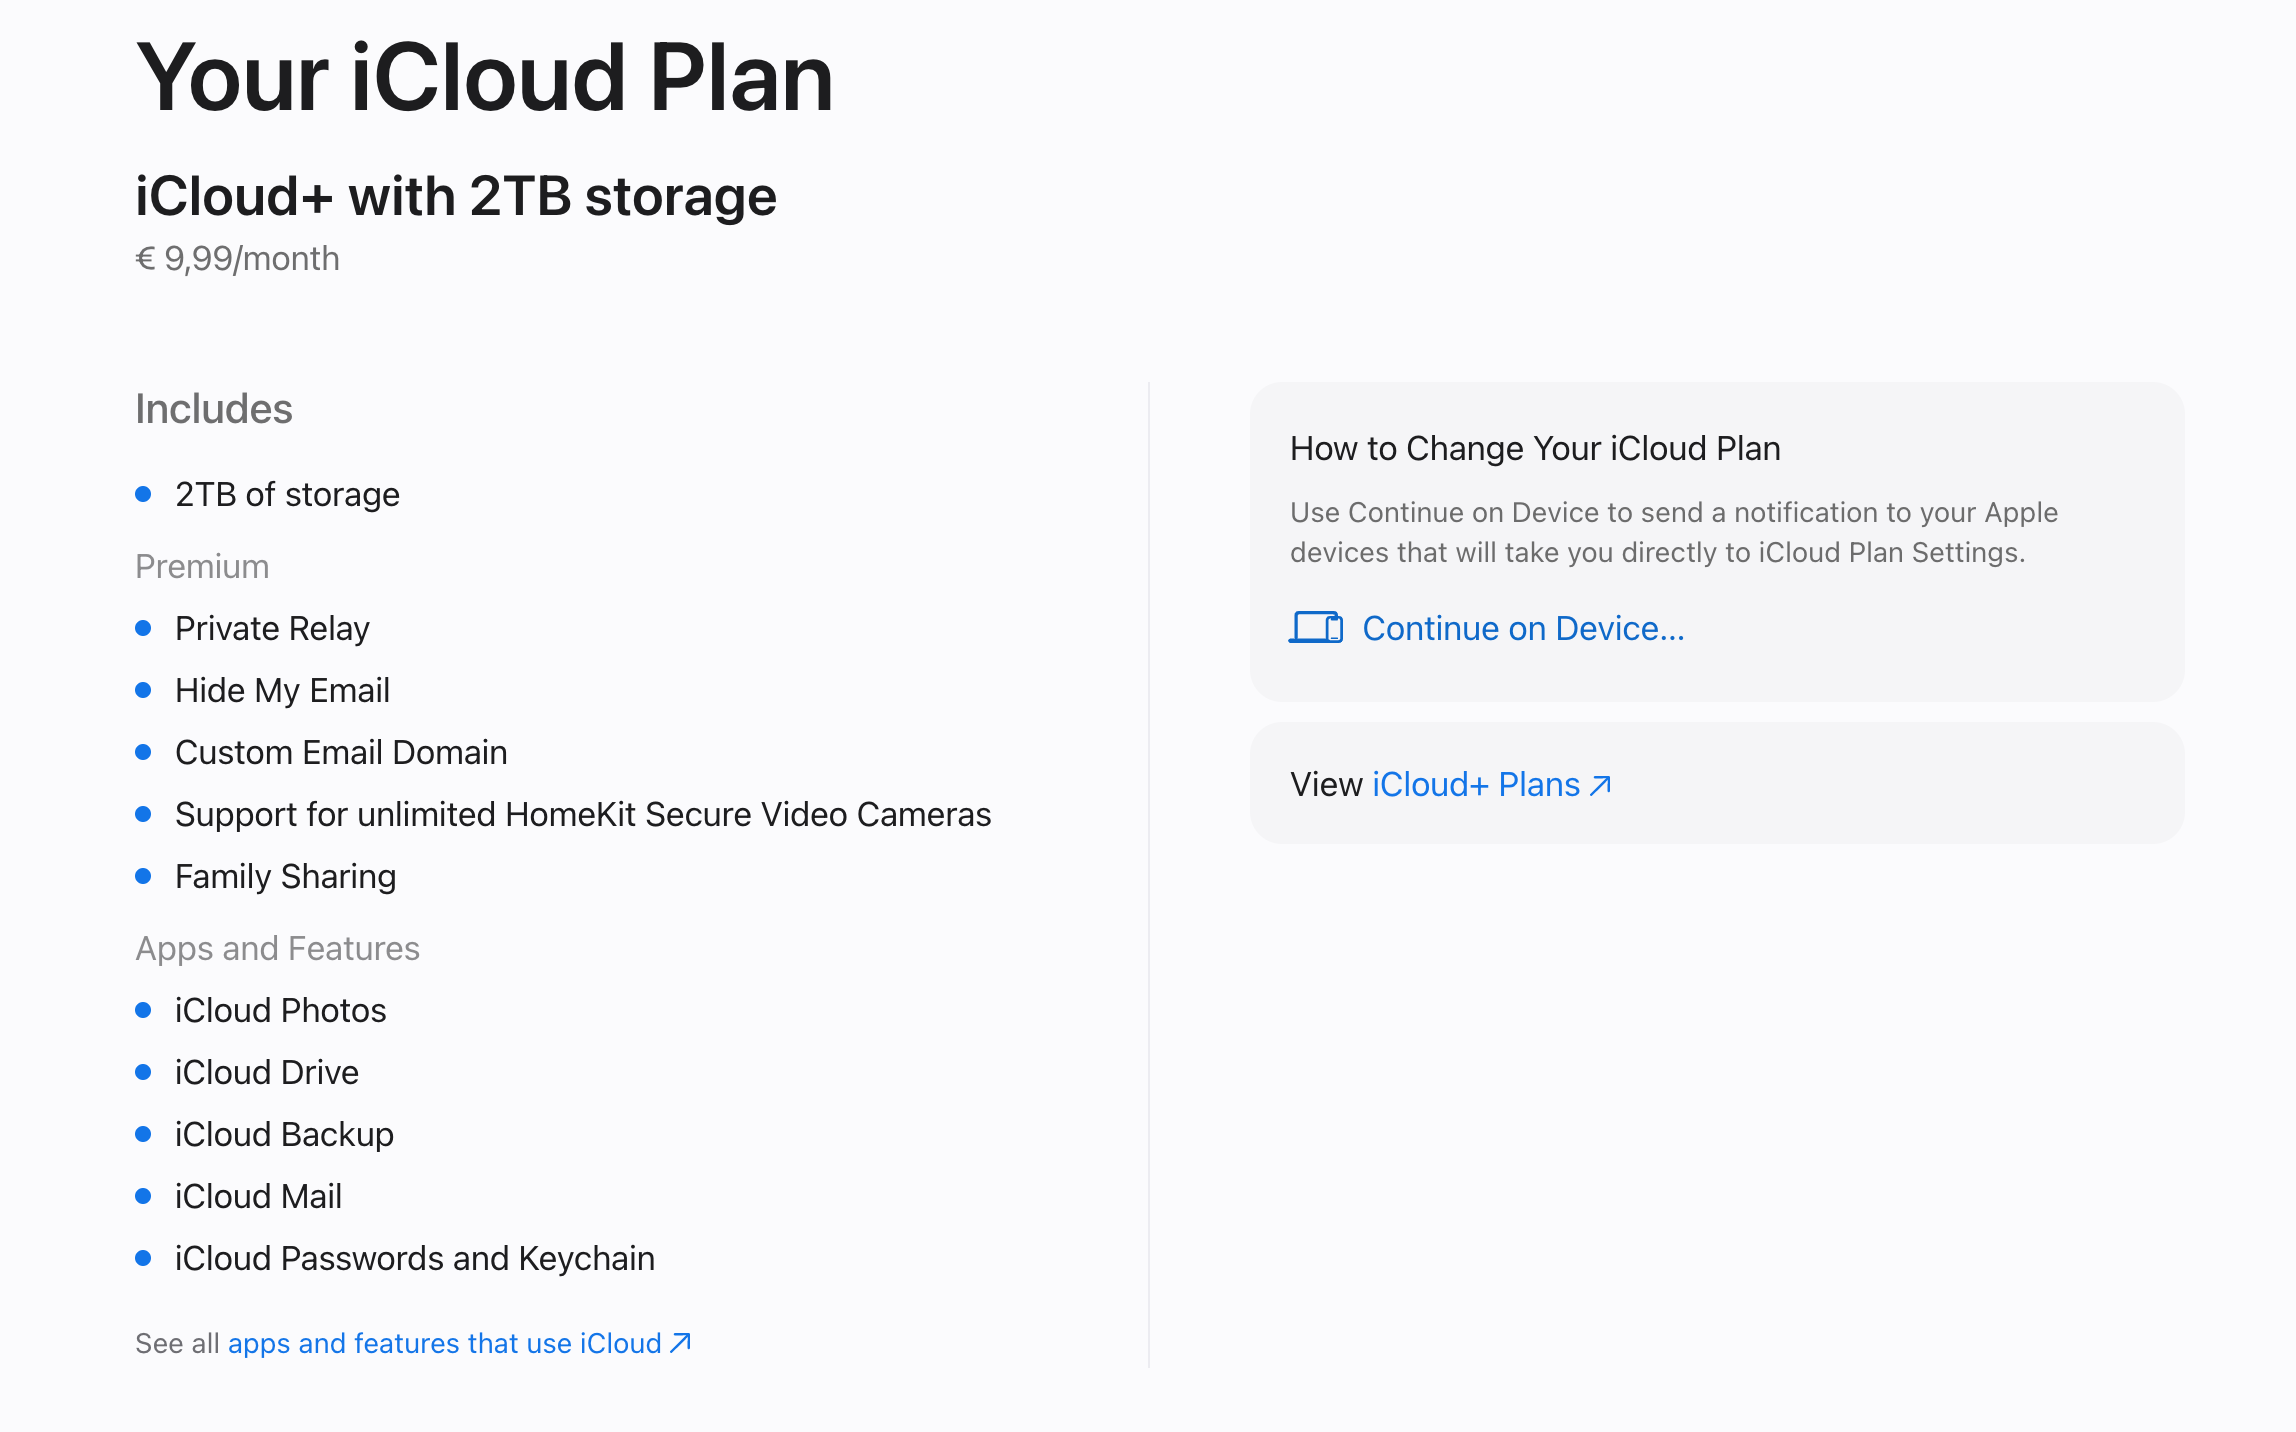 Your iCloud Plan
iCloud+ with 2TB storage
€ 9,99/month
Includes
2TB of storage
Premium
Private Relay
Hide My Email
Custom Email Domain
Support for unlimited HomeKit Secure Video Cameras
Family Sharing
Apps and Features
iCloud Photos
iCloud Drive
iCloud Backup
iCloud Mail
iCloud Passwords and Keychain
See all apps and features that use iCloud
How to Change Your iCloud Plan
Use Continue on Device to send a notification to your Apple
devices that will take you directly to iCloud Plan Settings.
Continue on Device...
View iCloud+ Plans